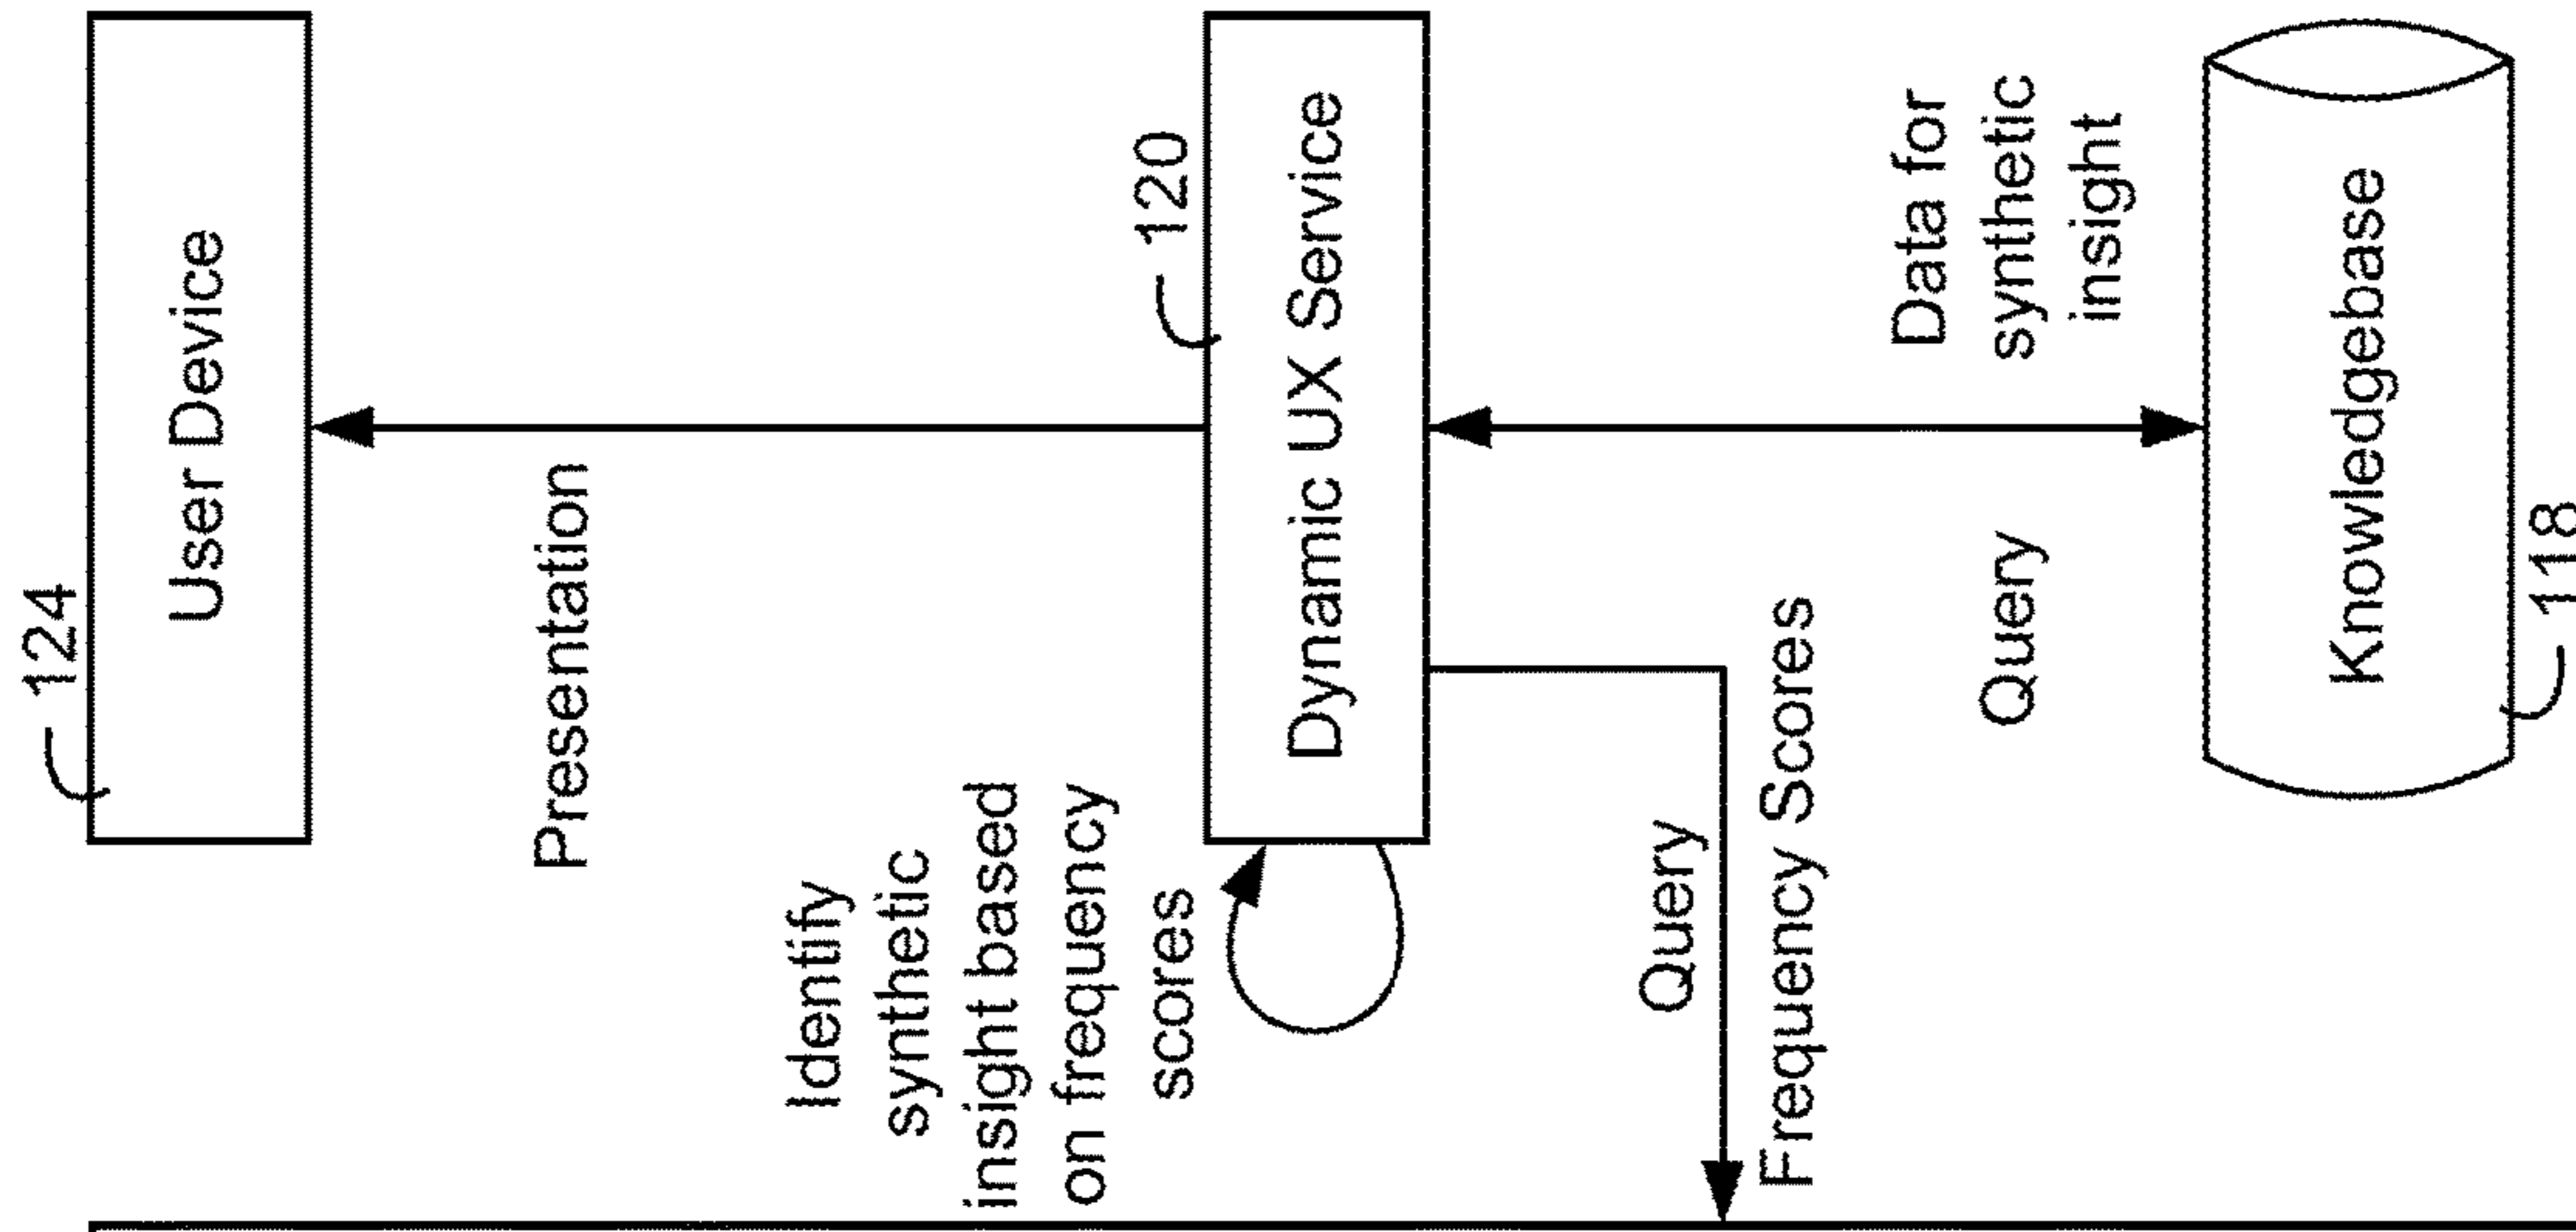 124
User Device
Presentation
Identify
synthetic
insight based
on frequency
scores
120
Dynamic UX Service
Query
Frequency Scores
Data for
synthetic
insight
Query
Knowledgebase
118